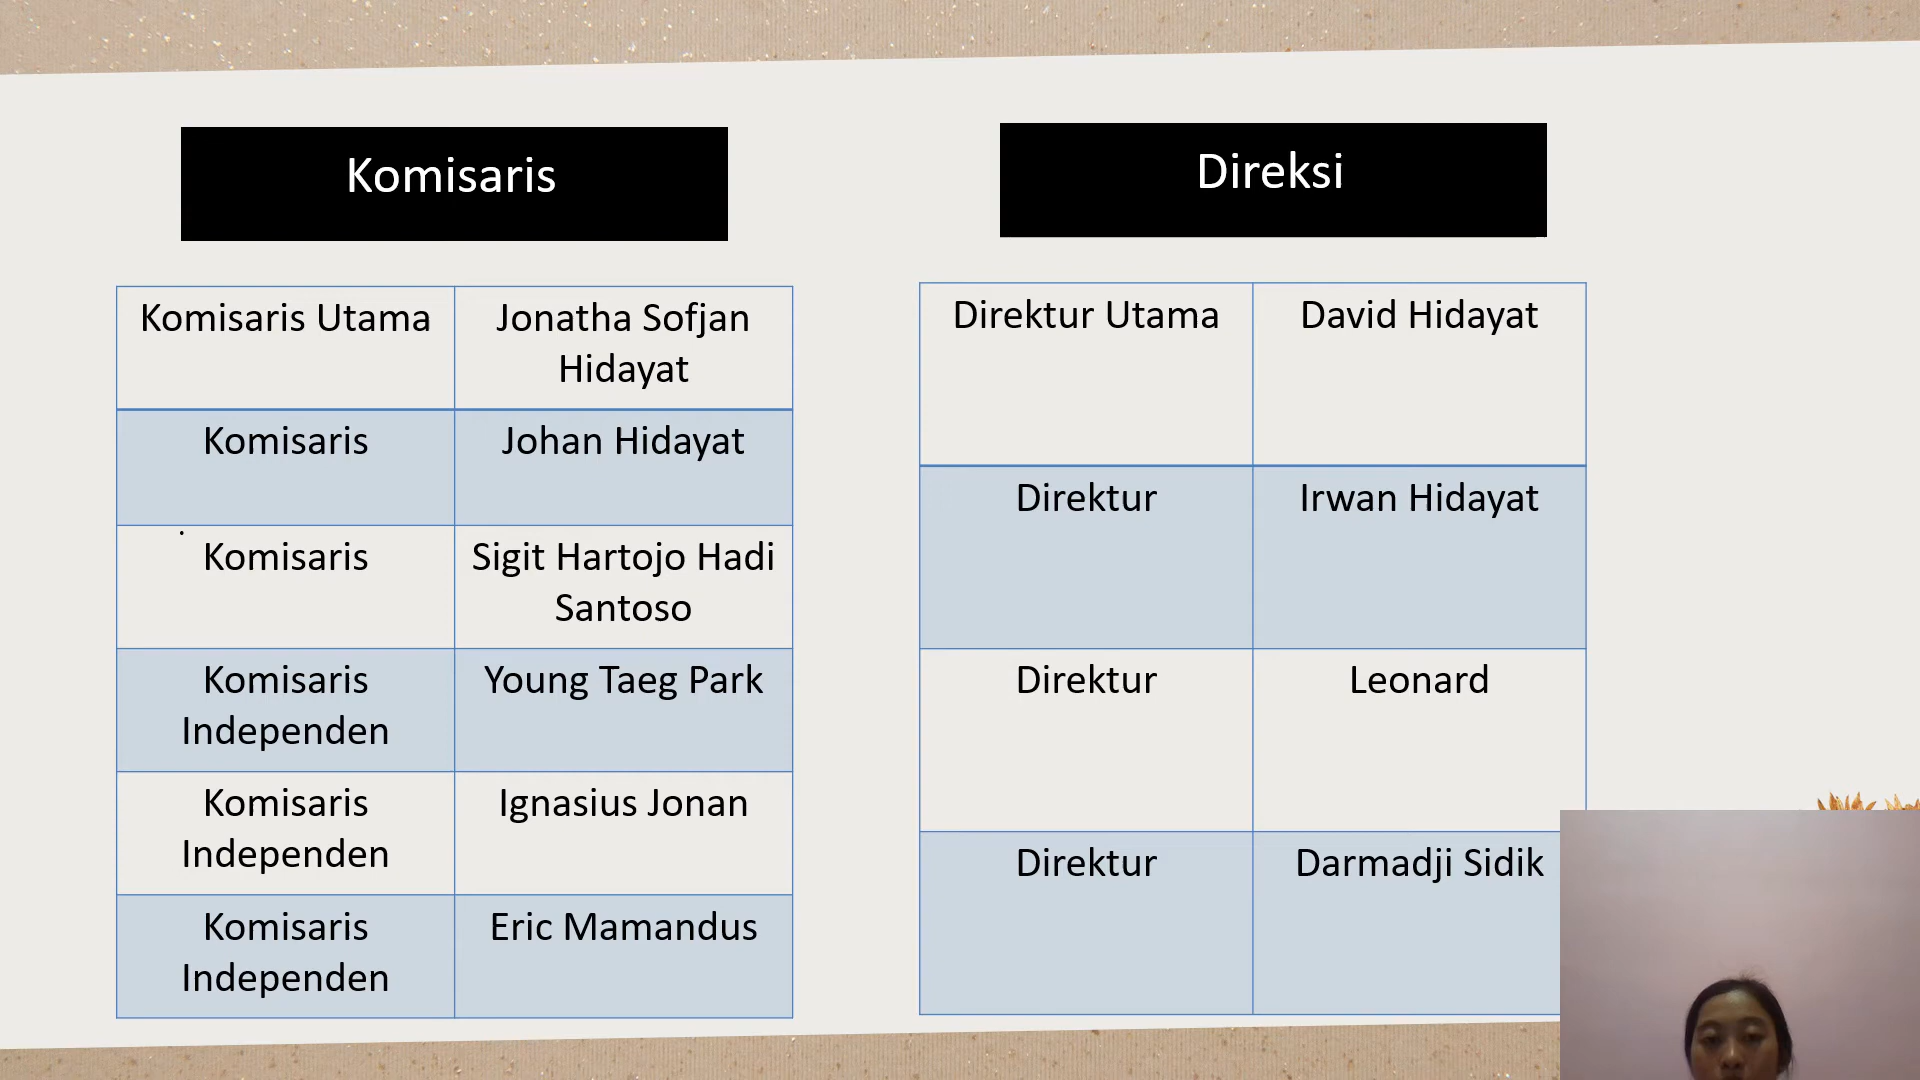 Komisaris
Komisaris Utama
Jonatha Sofjan
Hidayat
Komisaris
Johan Hidayat
Komisaris
Sigit Hartojo Hadi
Santoso
Komisaris
Independen
Young Taeg Park
Komisaris
Independen
Ignasius Jonan
Komisaris
Independen
Eric Mamandus
Direksi
Direktur Utama
David Hidayat
Direktur
Irwan Hidayat
Direktur
Leonard
Direktur
Darmadji Sidik